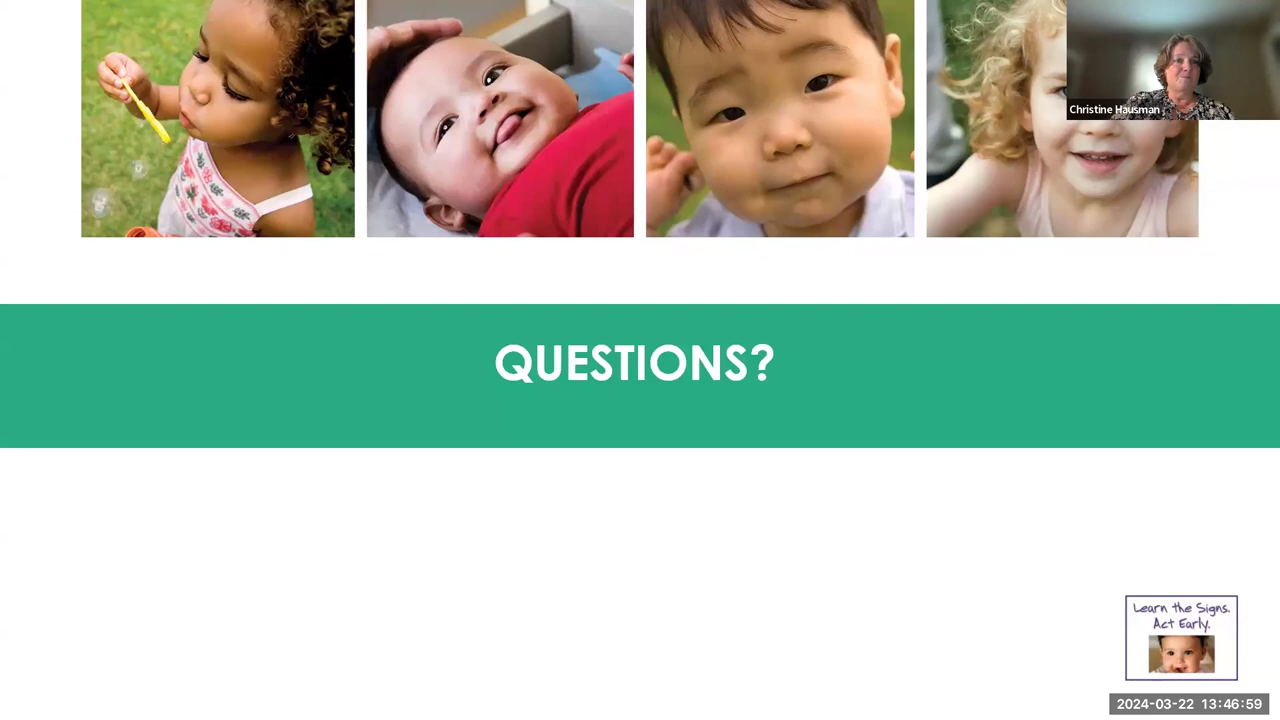 Christine Hausman
QUESTIONS?
Learn the Signs.
Act Early.
2024-03-22 13:46:59